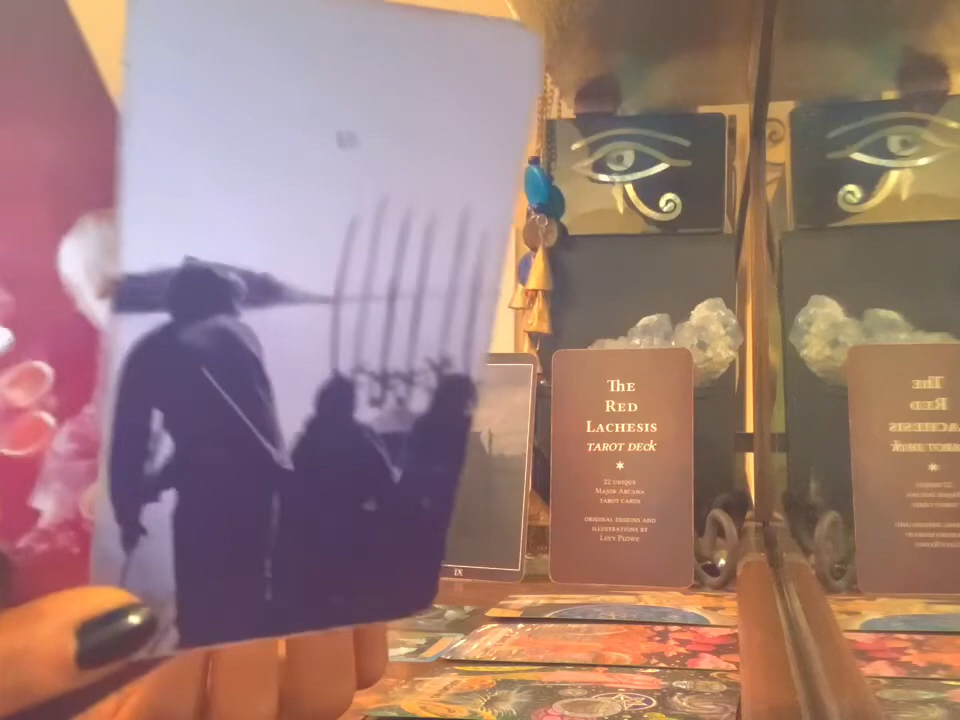 THE
RED
LACHESIS
TAROT DECK
22 UNIQUE
MAJOR ARCANA
TAROT CARDS
ORIGINAL DESIGNS AND
ILLUSTRATIONS BY
LUCY PLOWE
IX